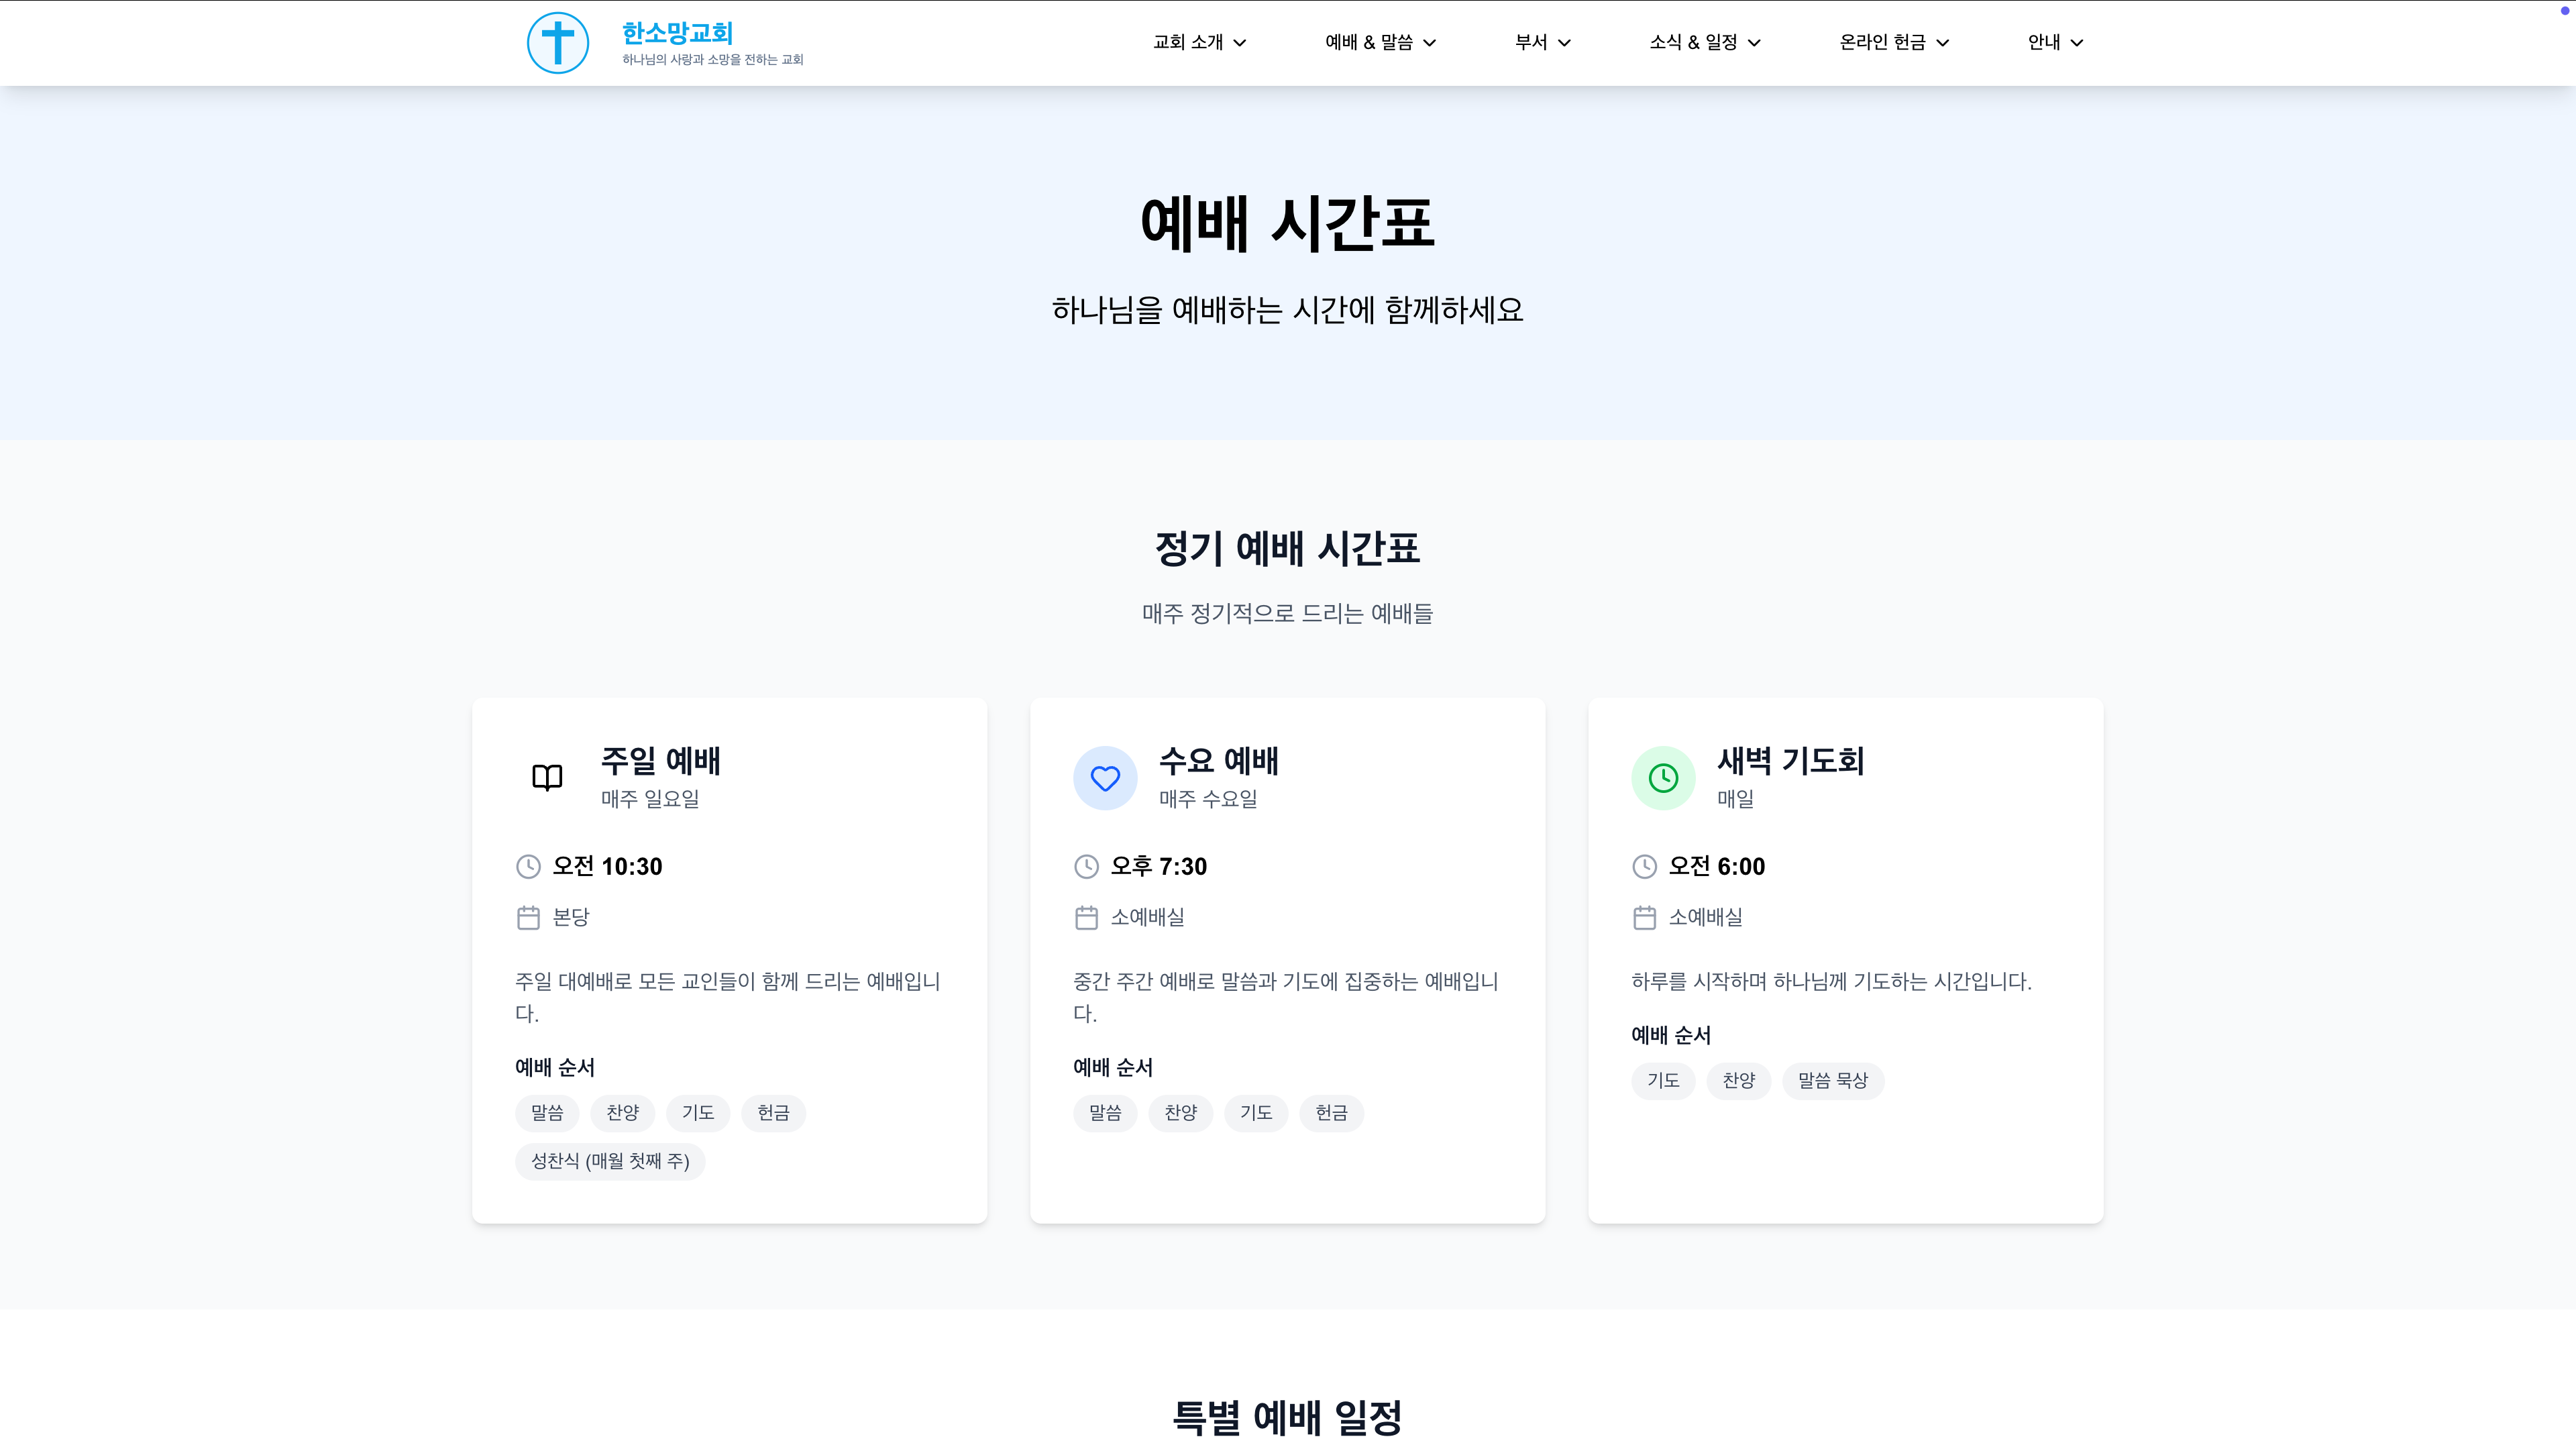 한소망교회
하나님의 사랑과 소망을 전하는 교회
교회 소개
예배 & 말씀
부서
소식 & 일정
온라인 헌금
안내
예배 시간표
하나님을 예배하는 시간에 함께하세요
정기 예배 시간표
매주 정기적으로 드리는 예배들
주일 예배
매주 일요일
오전 10:30
본당
주일 대예배로 모든 교인들이 함께 드리는 예배입니
다.
예배 순서
말씀 찬양 기도 헌금
성찬식 (매월 첫째 주)
수요 예배
매주 수요일
오후 7:30
소예배실
중간 주간 예배로 말씀과 기도에 집중하는 예배입니
다.
예배 순서
말씀 찬양 기도 헌금
새벽 기도회
매일
오전 6:00
소예배실
하루를 시작하며 하나님께 기도하는 시간입니다.
예배 순서
기도 찬양 말씀 묵상
특별 예배 일정